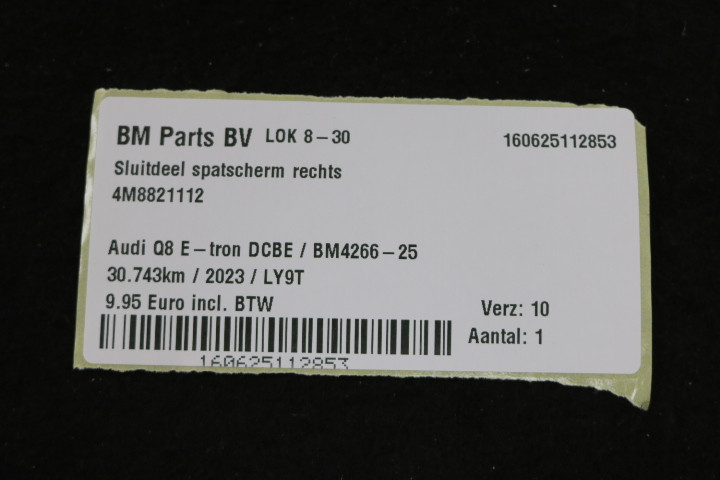 BM Parts BV LOK 8-30 160625112853
Sluitdeel spatscherm rechts
4M8821112
Audi Q8 E-tron DCBE / BM4266-25
30.743km / 2023 / LY9T
9.95 Euro incl. BTW
Verz: 10
Aantal: 1
160625112853